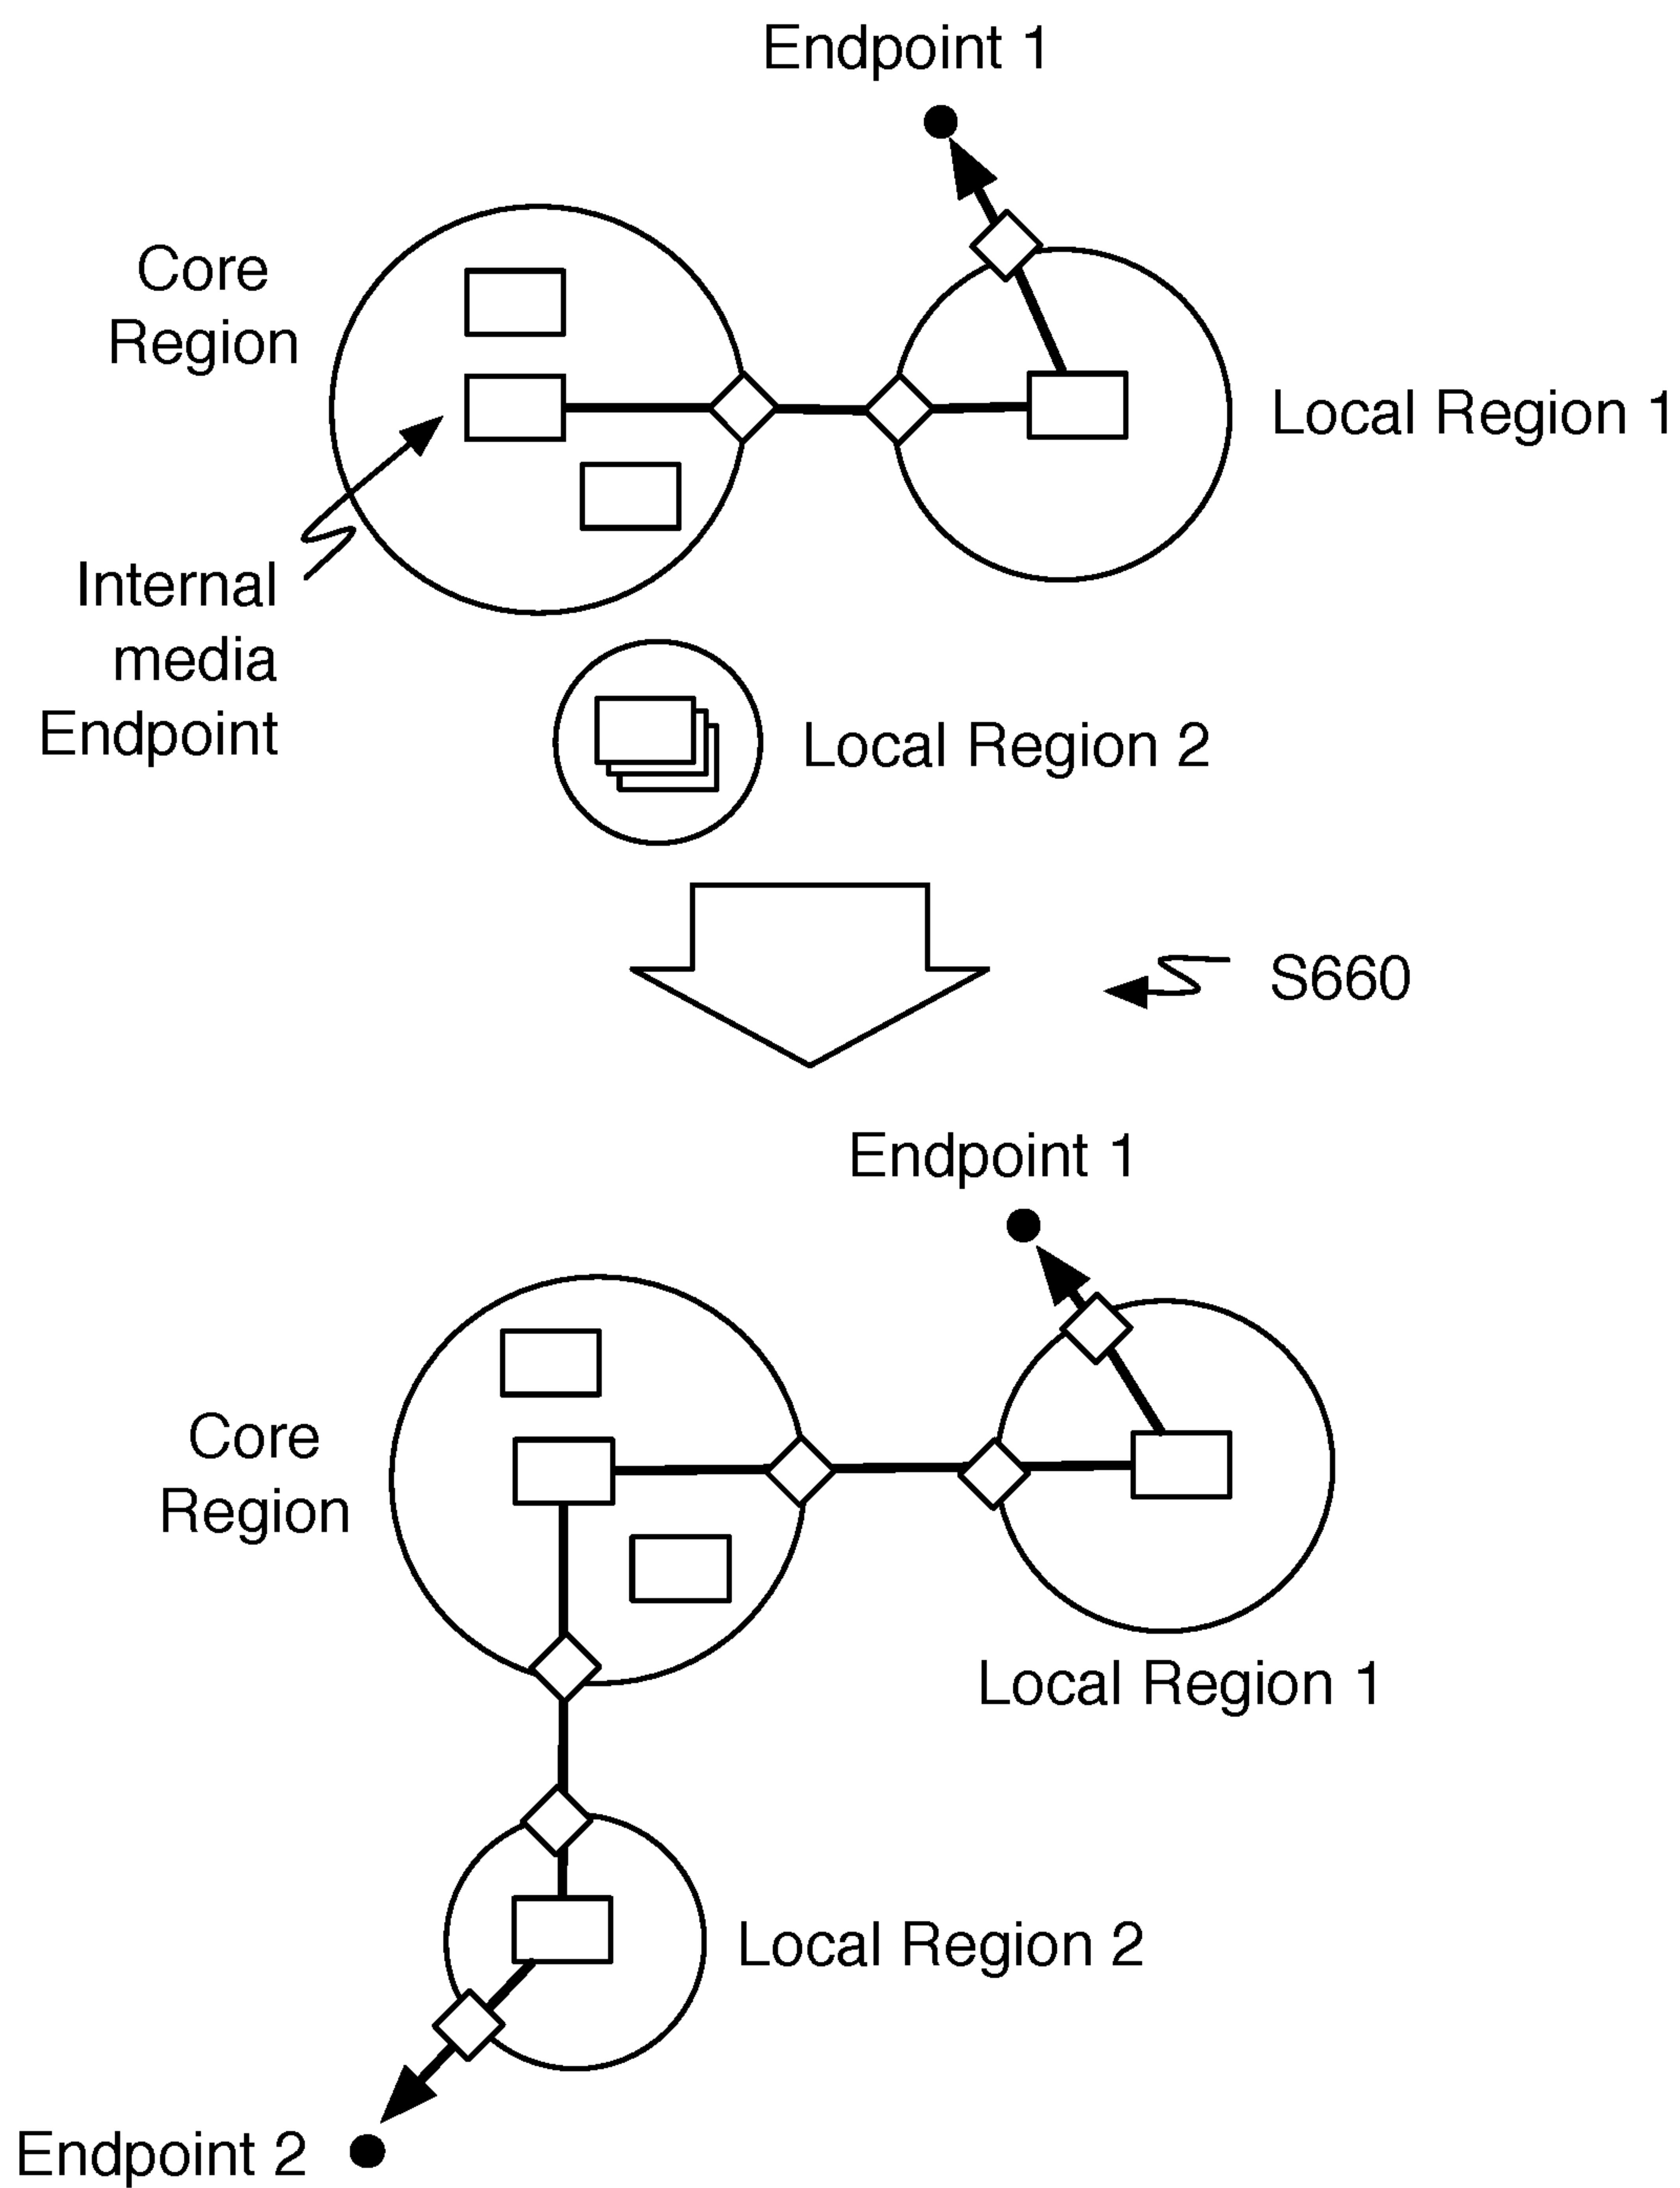 Endpoint 1
Core
Region
Local Region 1
Internal
media
Endpoint
Local Region 2
S660
Endpoint 1
Core
Region
Local Region 1
Local Region 2
Endpoint 2